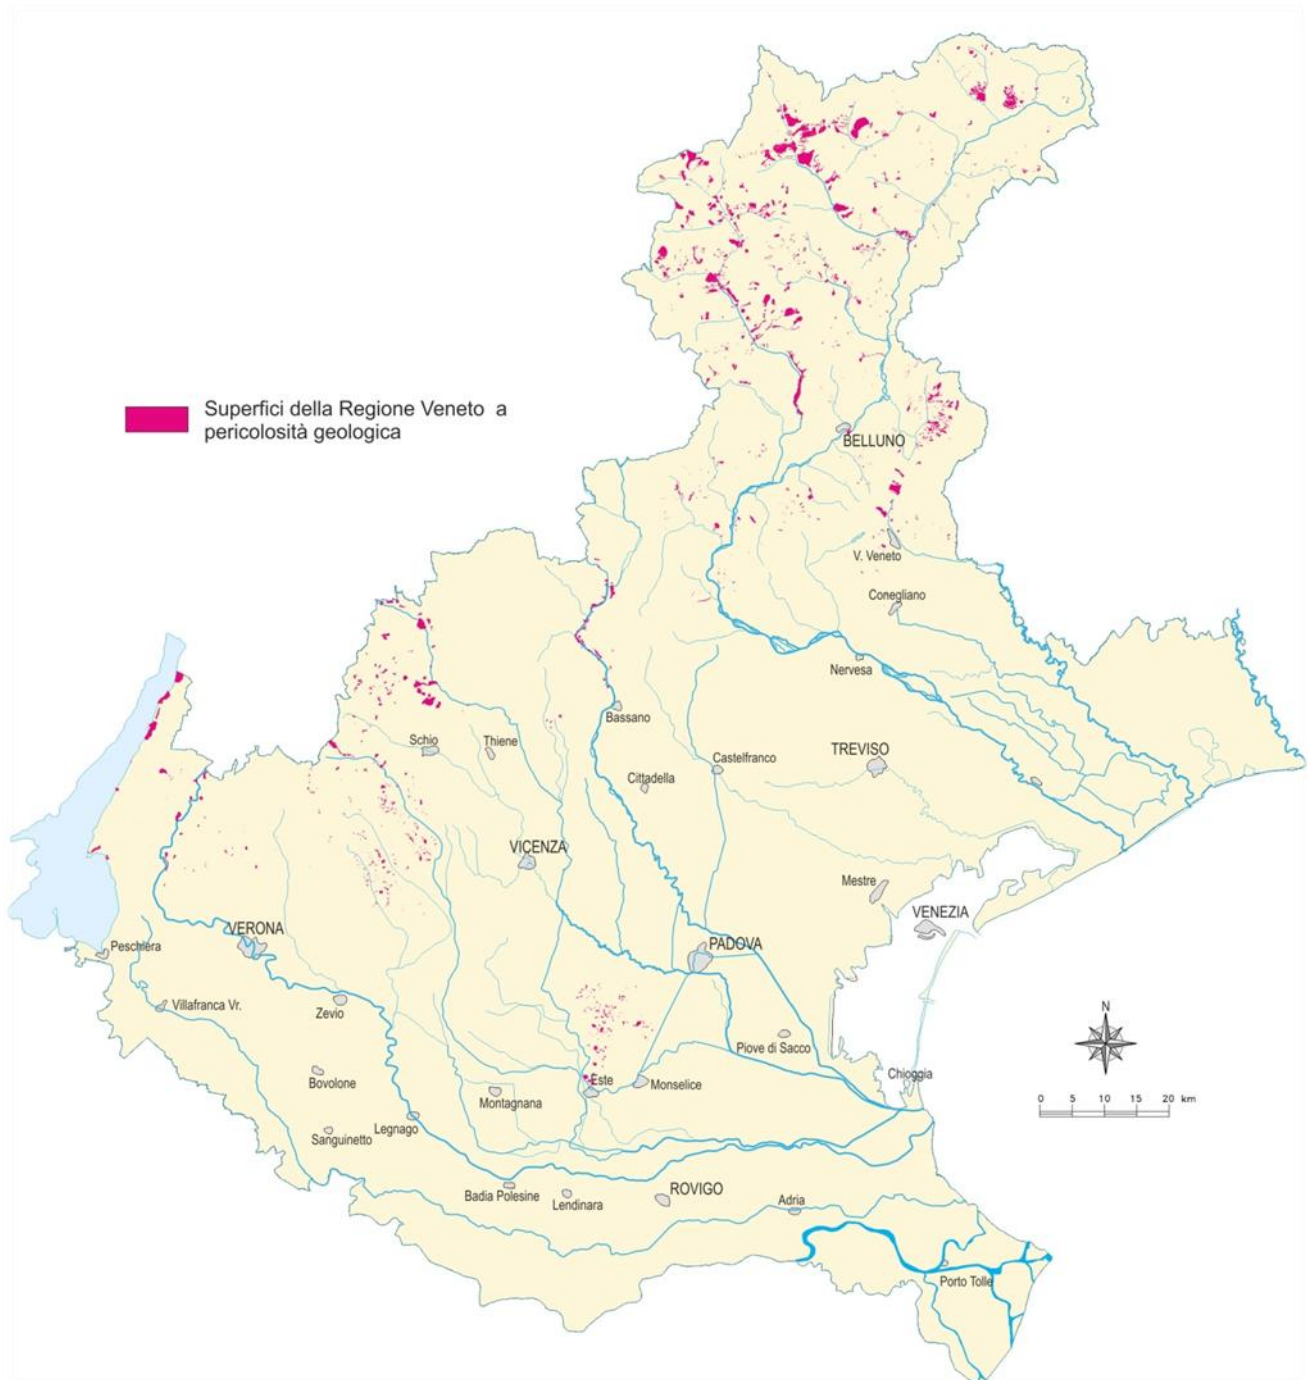 Superfici della Regione Veneto a
pericolosità geologica
BELLUNO
V. Veneto
Conegliano
Nervesa
Bassano
Schio
Thiene
Castelfranco
TREVISO
Cittadella
VICENZA
Mestre
VENEZIA
VERONA
PADOVA
Peschiera
Villafranca Vr.
Zevio
Piove di Sacco
Chioggia
Bovolone
Este
Monselice
Montagnana
Legnago
Sanguinetto
Badia Polesine
Lendinara
ROVIGO
Adria
Porto Tolle
N
0 5 10 15 20 km